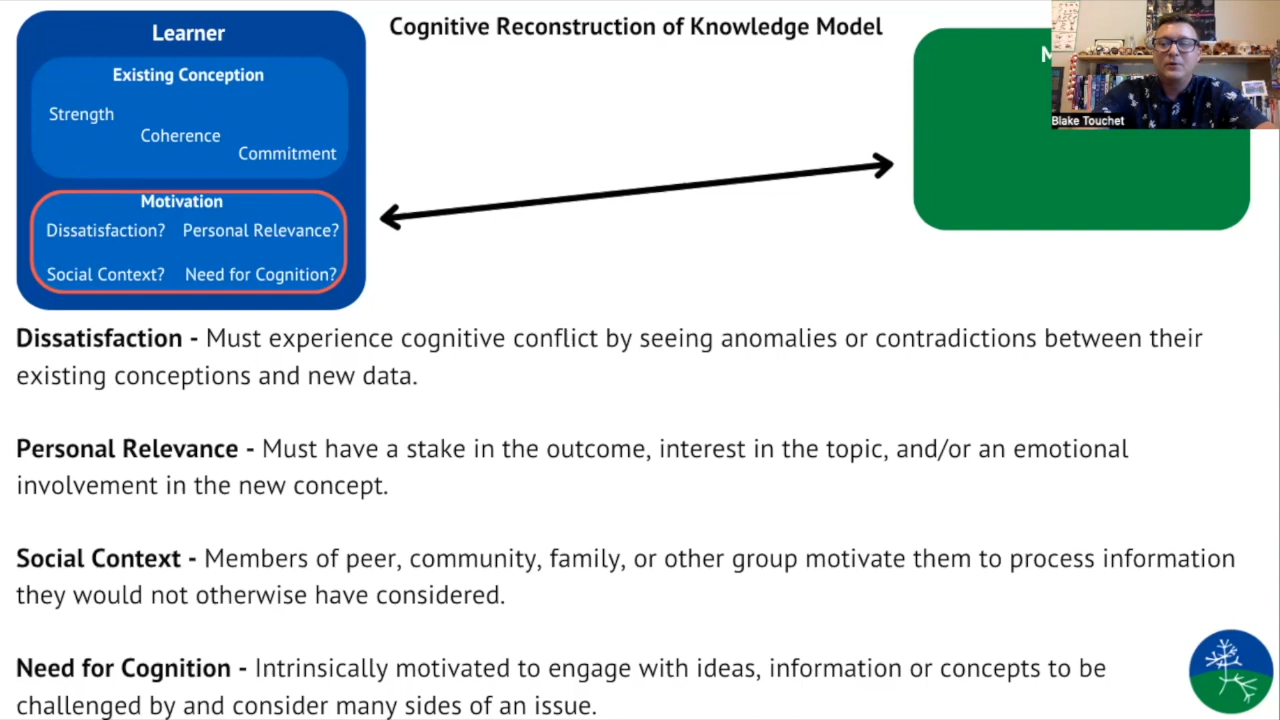 Learner
Existing Conception
Strength
Coherence
Commitment
Motivation
Dissatisfaction? Personal Relevance?
Social Context? Need for Cognition?
Cognitive Reconstruction of Knowledge Model
Blake Touchet
Dissatisfaction - Must experience cognitive conflict by seeing anomalies or contradictions between their
existing conceptions and new data.
Personal Relevance - Must have a stake in the outcome, interest in the topic, and/or an emotional
involvement in the new concept.
Social Context - Members of peer, community, family, or other group motivate them to process information
they would not otherwise have considered.
Need for Cognition - Intrinsically motivated to engage with ideas, information or concepts to be
challenged by and consider many sides of an issue.